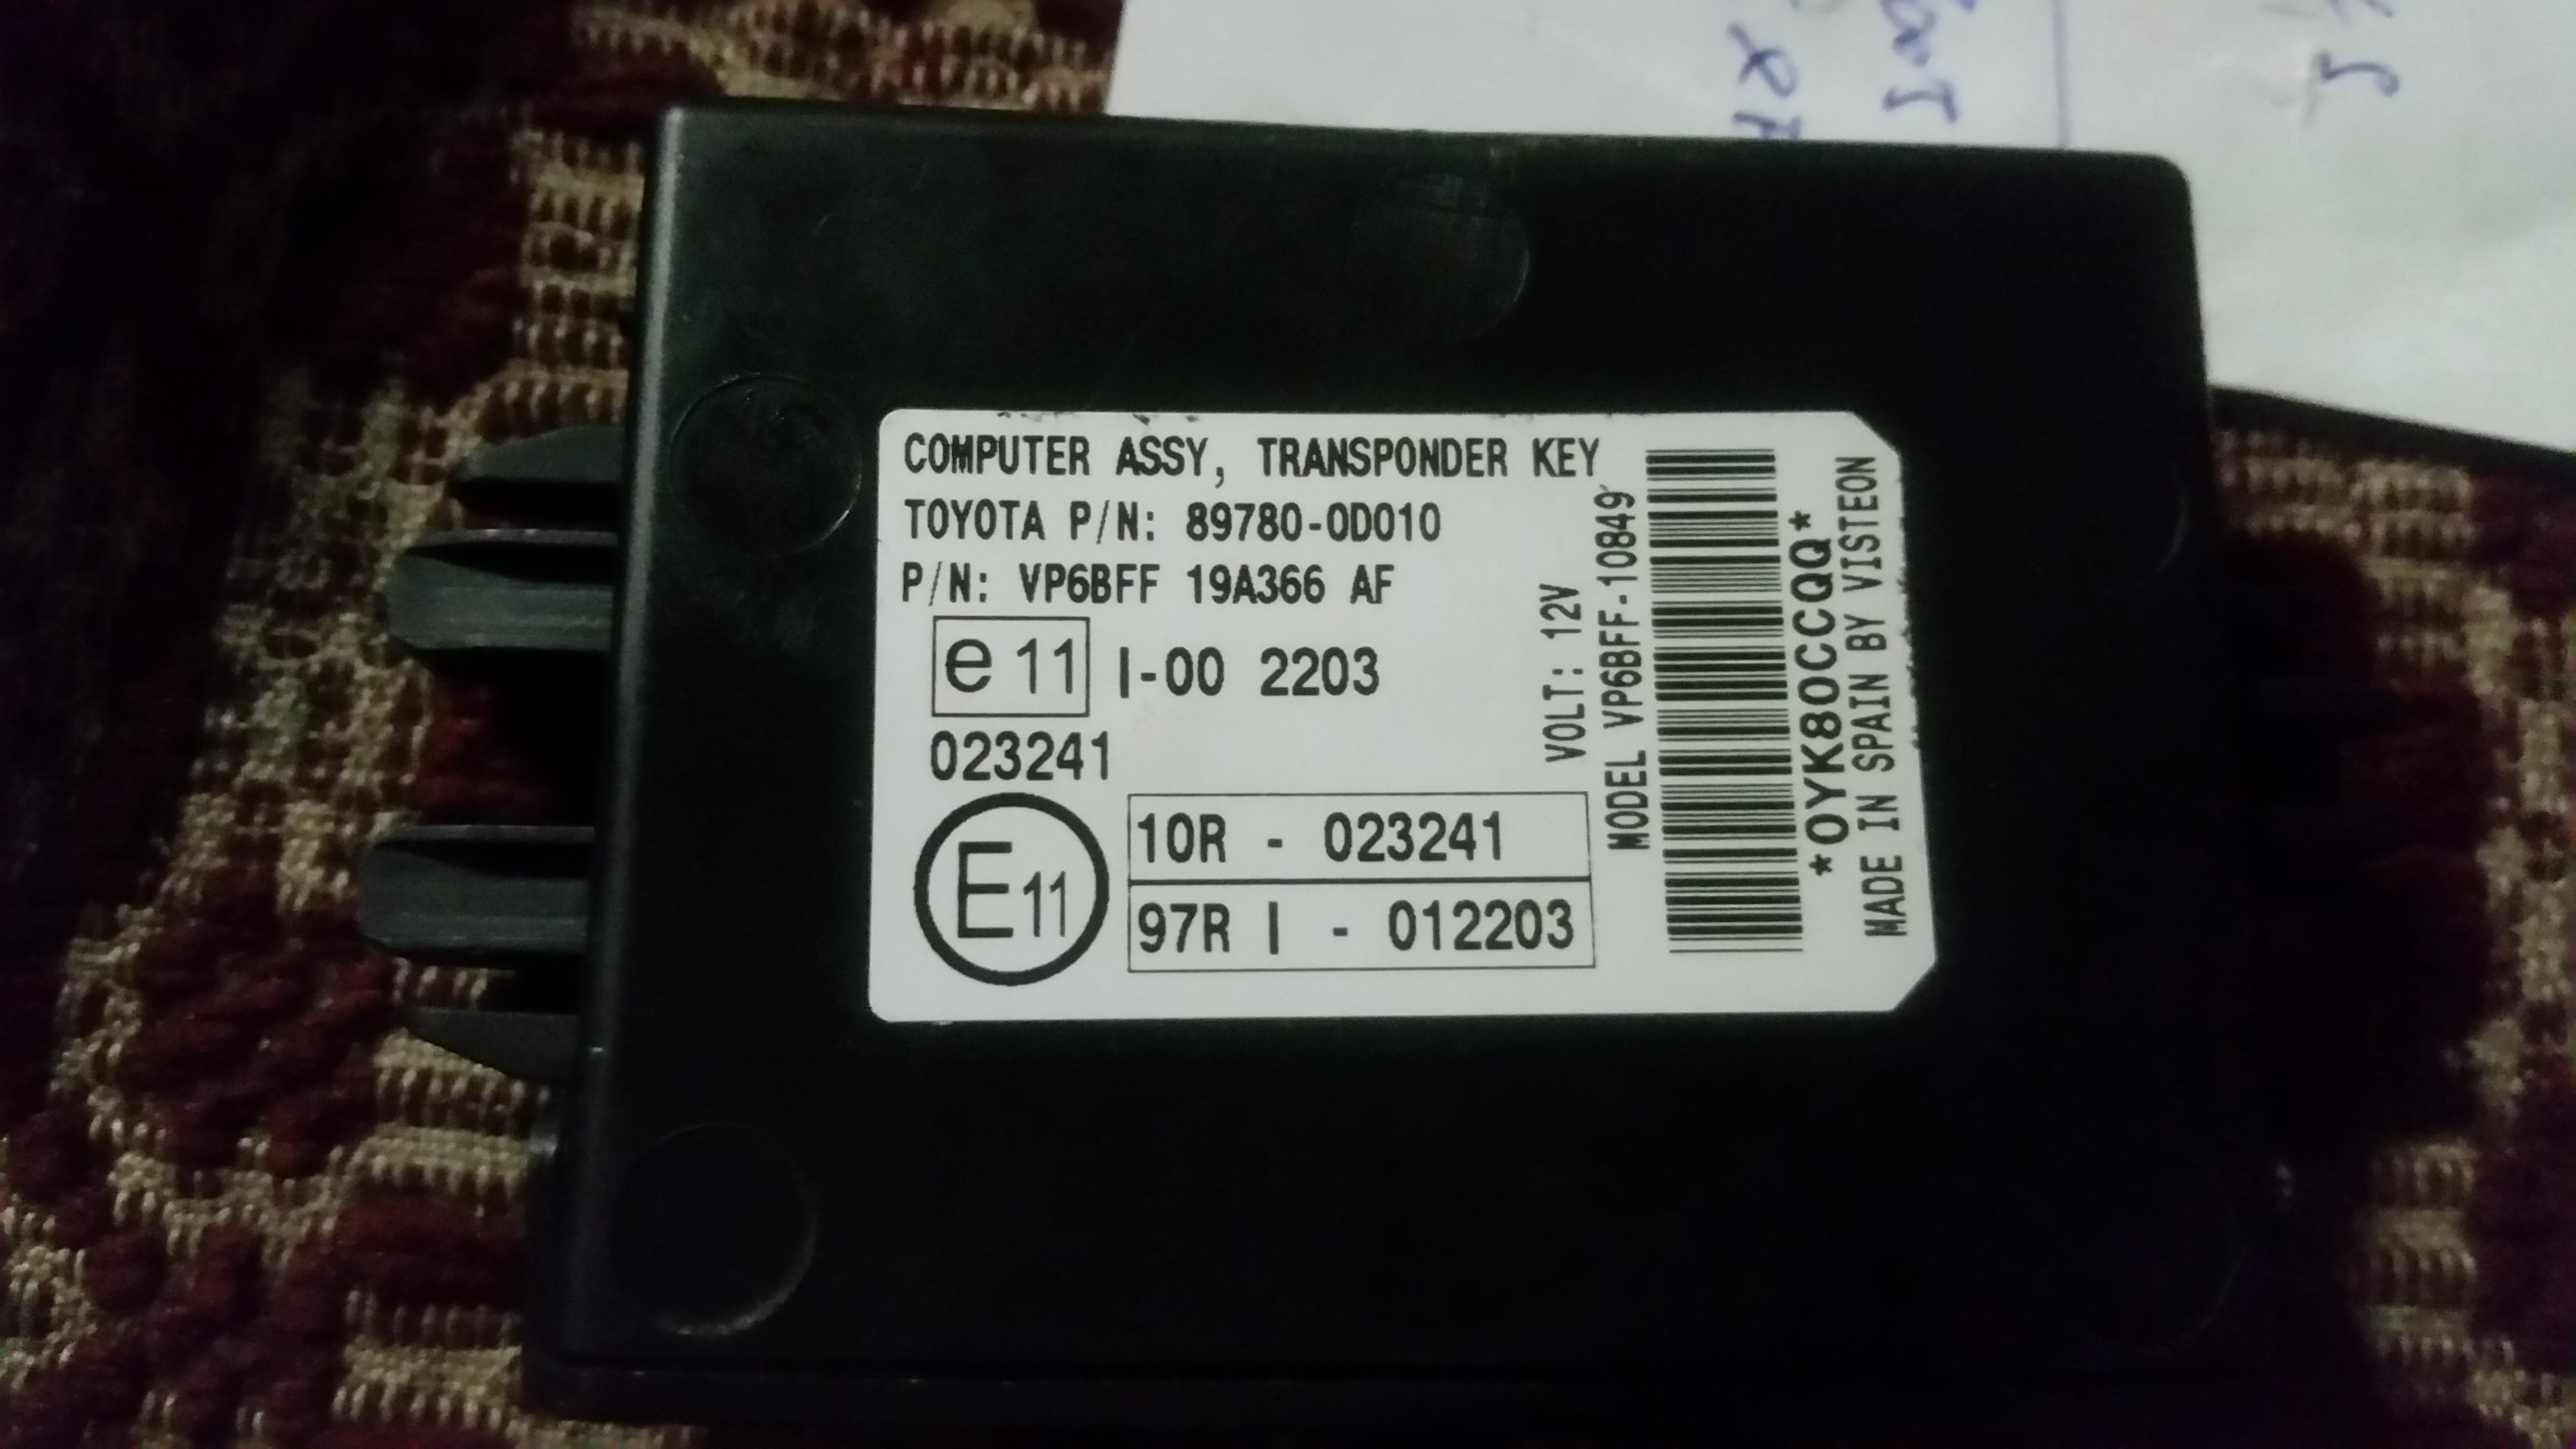 COMPUTER ASSY, TRANSPONDER KEY
TOYOTA P/N: 89780-0D010
P/N: VP6BFF 19A366 AF
e 11 I-00 2203
023241
E11
10R - 023241
97R I - 012203
VOLT: 12V
MODEL VP6BFF-10849
*0YK80CCQQ*
MADE IN SPAIN BY VISTEON